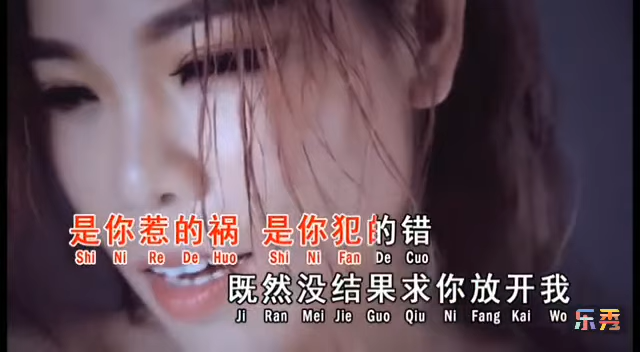 是你惹的祸 是你犯的错
Shi Ni Re De Huo Shi Ni Fan De Cuo
既然没结果求你放开我
Ji Ran Mei Jie Guo Qiu Ni Fang Kai Wo
乐秀